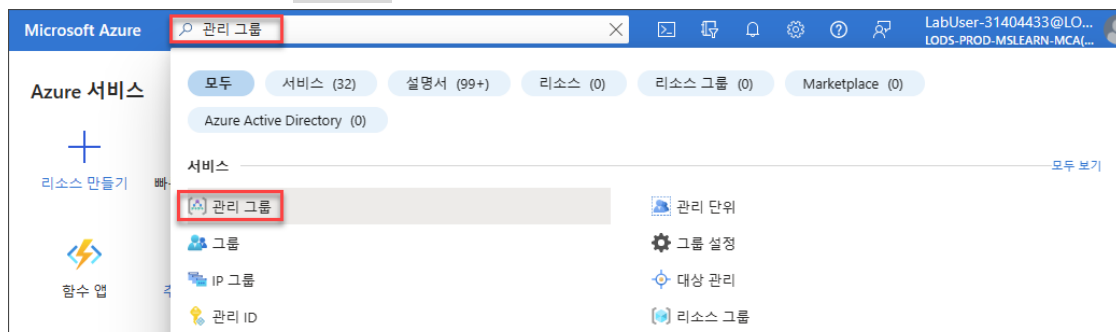 Microsoft Azure
관리 그룹
LabUser-31404433@LO...
LODS-PROD-MSLEARN-MCA(...
Azure 서비스
모두
서비스 (32)
설명서 (99+)
리소스 (0)
리소스 그룹 (0)
Marketplace (0)
Azure Active Directory (0)
서비스
모두 보기
리소스 만들기
관리 그룹
관리 단위
그룹
그룹 설정
IP 그룹
대상 관리
함수 앱
관리 ID
리소스 그룹